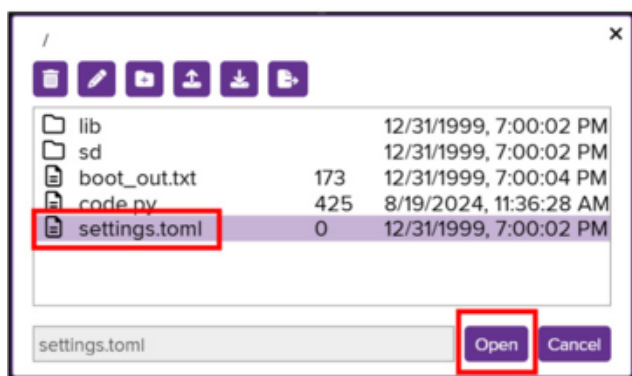 /
lib 12/31/1999, 7:00:02 PM
sd 12/31/1999, 7:00:02 PM
boot_out.txt 173 12/31/1999, 7:00:04 PM
code.py 425 8/19/2024, 11:36:28 AM
settings.toml 0 12/31/1999, 7:00:02 PM
settings.toml Open Cancel